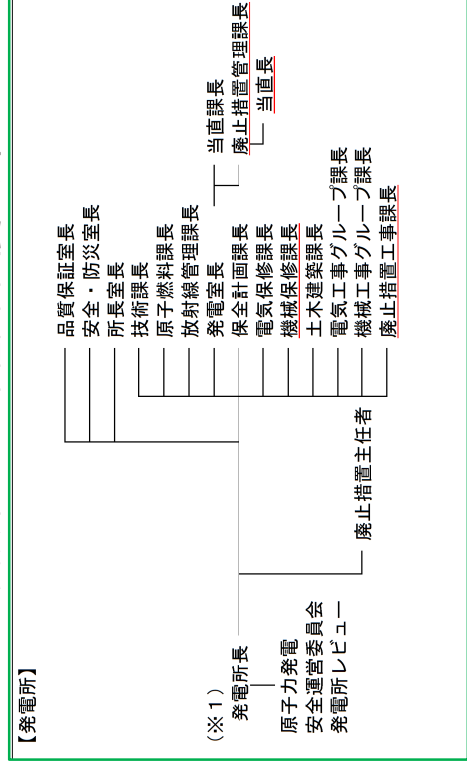 【発電所】
(※1)
発電所長
原子力発電
安全運営委員会
発電所レビュー
廃止措置主任者
品質保証室長
安全・防災室長
所長室長
技術課長
原子燃料課長
放射線管理課長
発電室長
保全計画課長
電気保修課長
機械保修課長
土木建築課長
電気工事グループ課長
機械工事グループ課長
廃止措置工事課長
当直課長
廃止措置管理課長
当直長